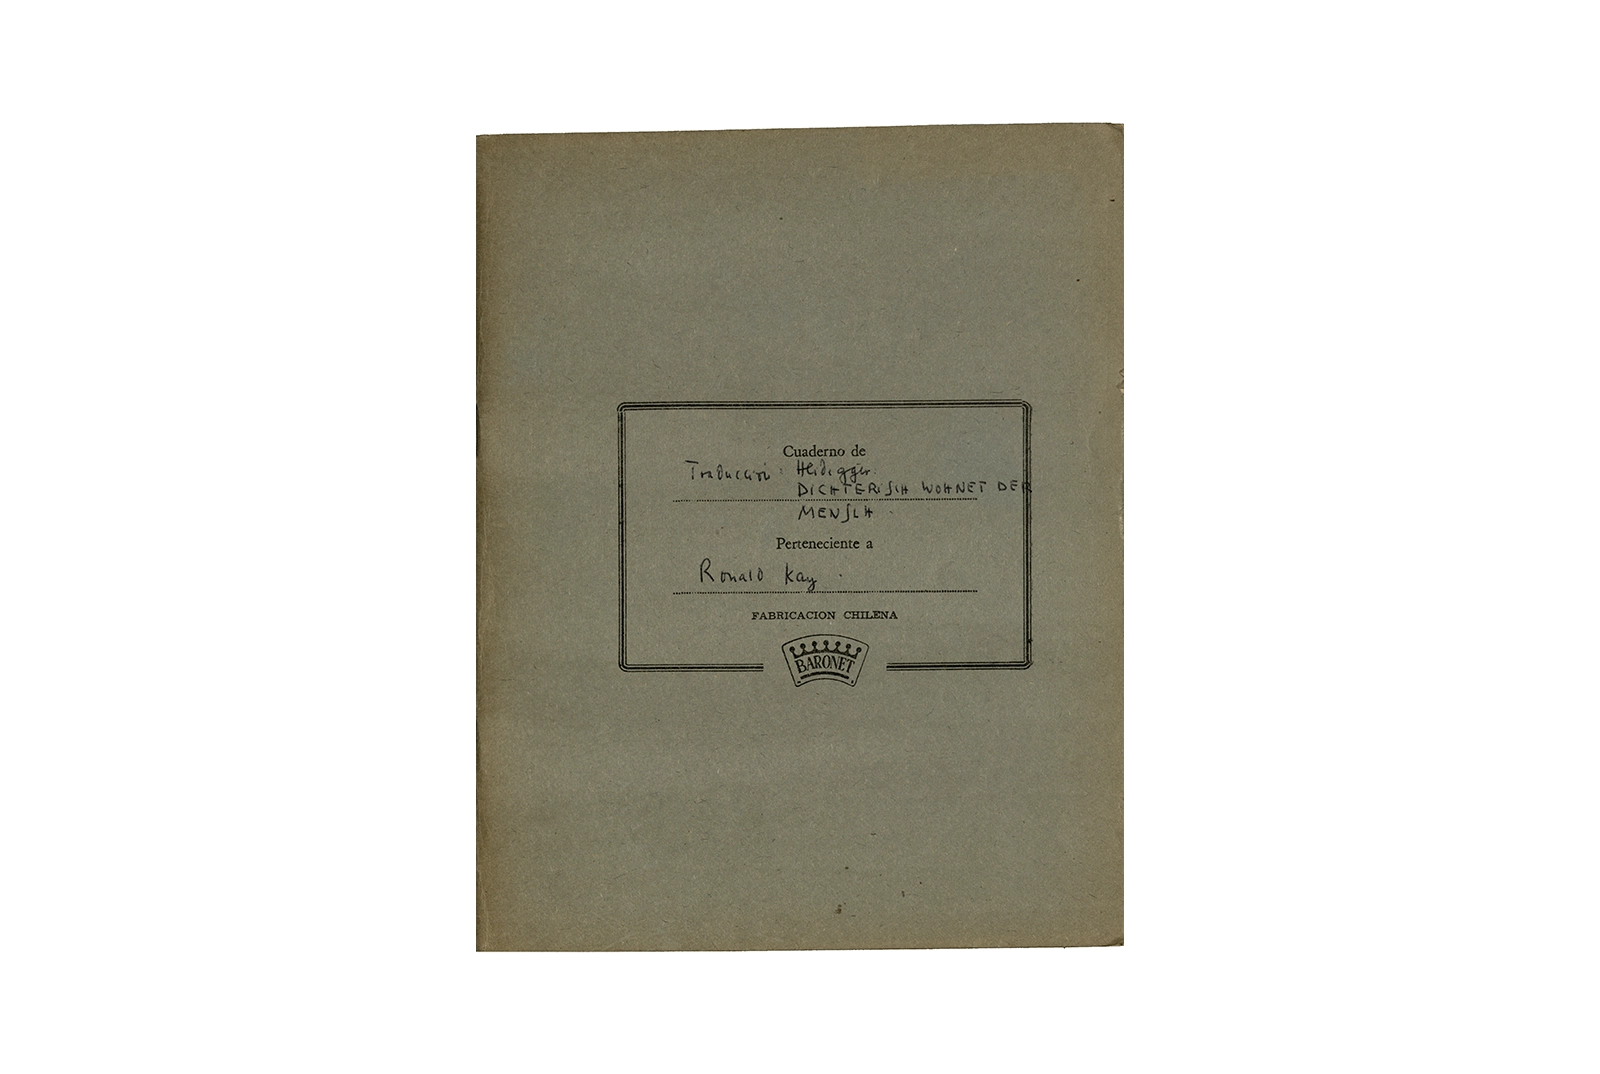 Cuaderno de
Traducción: Heidegger.
DICHTERISCH WOHNET DER
MENSCH.
Perteneciente a
Ronald Kay.
FABRICACION CHILENA
BARONET